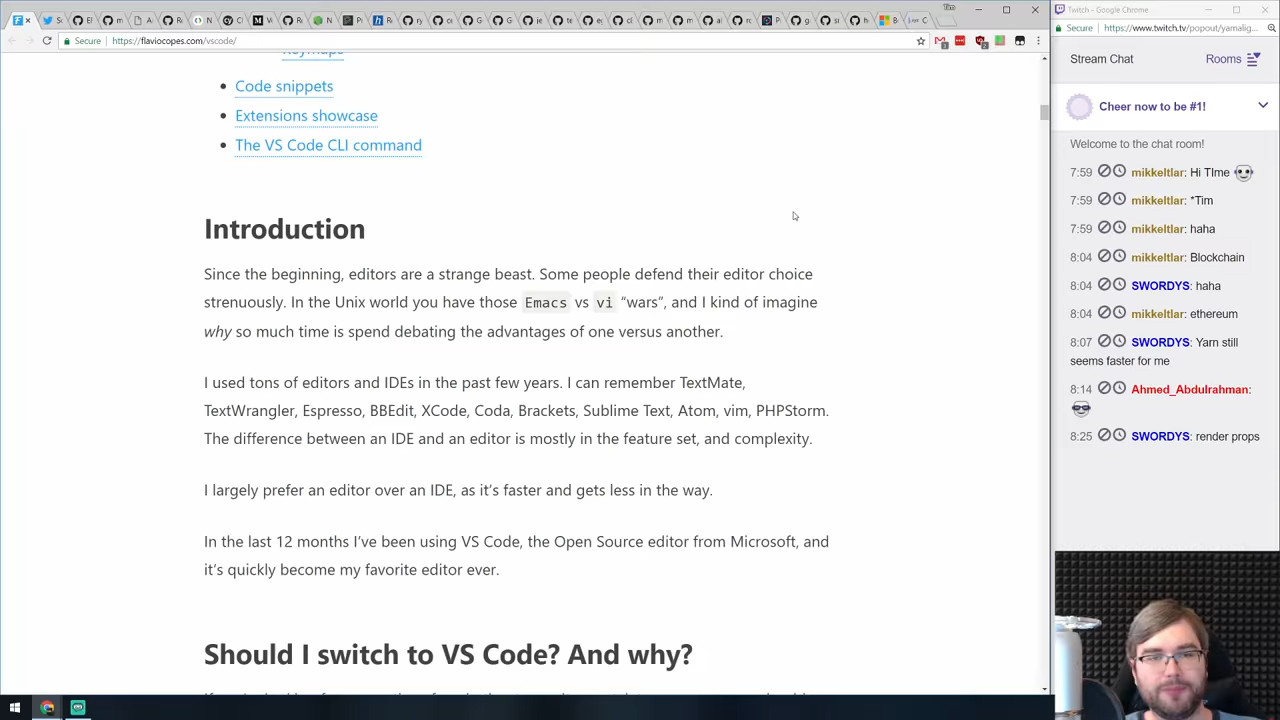 Tim
Twitch - Google Chrome
Secure
https://flaviocopes.com/vscode/
Secure
https://www.twitch.tv/popout/yamalig...
Keymaps
Code snippets
Extensions showcase
The VS Code CLI command
Introduction
Since the beginning, editors are a strange beast. Some people defend their editor choice
strenuously. In the Unix world you have those Emacs vs vi “wars”, and I kind of imagine
why so much time is spend debating the advantages of one versus another.
I used tons of editors and IDEs in the past few years. I can remember TextMate,
TextWrangler, Espresso, BBEdit, XCode, Coda, Brackets, Sublime Text, Atom, vim, PHPStorm.
The difference between an IDE and an editor is mostly in the feature set, and complexity.
I largely prefer an editor over an IDE, as it’s faster and gets less in the way.
In the last 12 months I’ve been using VS Code, the Open Source editor from Microsoft, and
it’s quickly become my favorite editor ever.
Should I switch to VS Code? And why?
Stream Chat
Rooms
Cheer now to be #1!
Welcome to the chat room!
7:59 mikkeltlar: Hi TIme
7:59 mikkeltlar: *Tim
7:59 mikkeltlar: haha
8:04 mikkeltlar: Blockchain
8:04 SWORDYS: haha
8:04 mikkeltlar: ethereum
8:07 SWORDYS: Yarn still
seems faster for me
8:14 Ahmed_Abdulrahman:
8:25 SWORDYS: render props